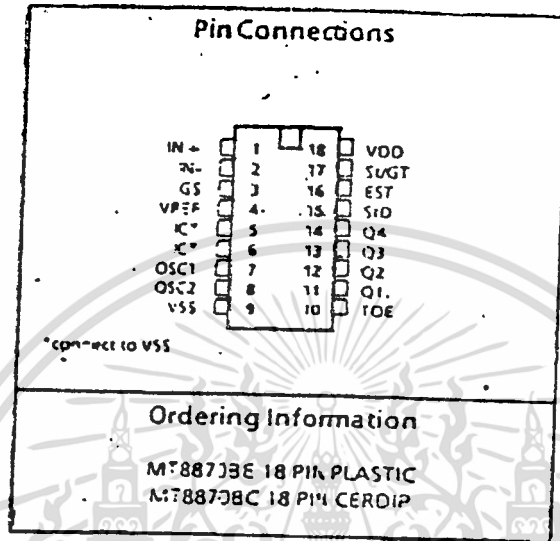 Pin Connections
IN + 1 18 VDD
IN- 2 17 St/GT
GS 3 16 EST
VREF 4 15 StD
IC* 5 14 Q4
IC* 6 13 Q3
OSC1 7 12 Q2
OSC2 8 11 Q1
VSS 9 10 TOE
*connect to VSS
Ordering Information
MT8870BE 18 PIN PLASTIC
MT8870BC 18 PIN CERDIP